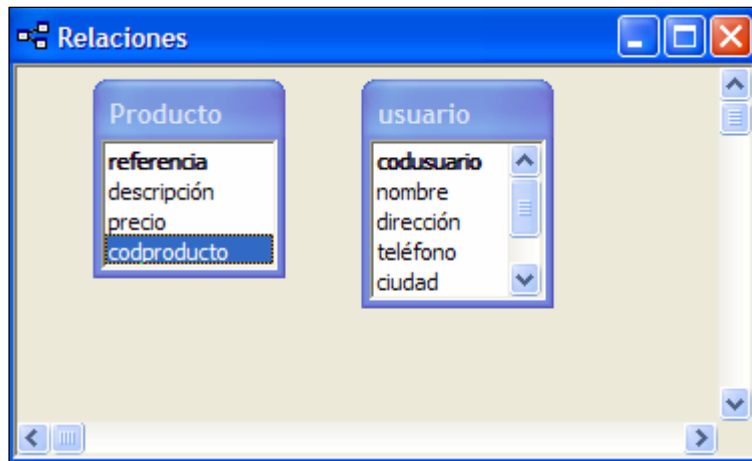 Relaciones
Producto
referencia
descripción
precio
codproducto
usuario
codusuario
nombre
dirección
teléfono
ciudad